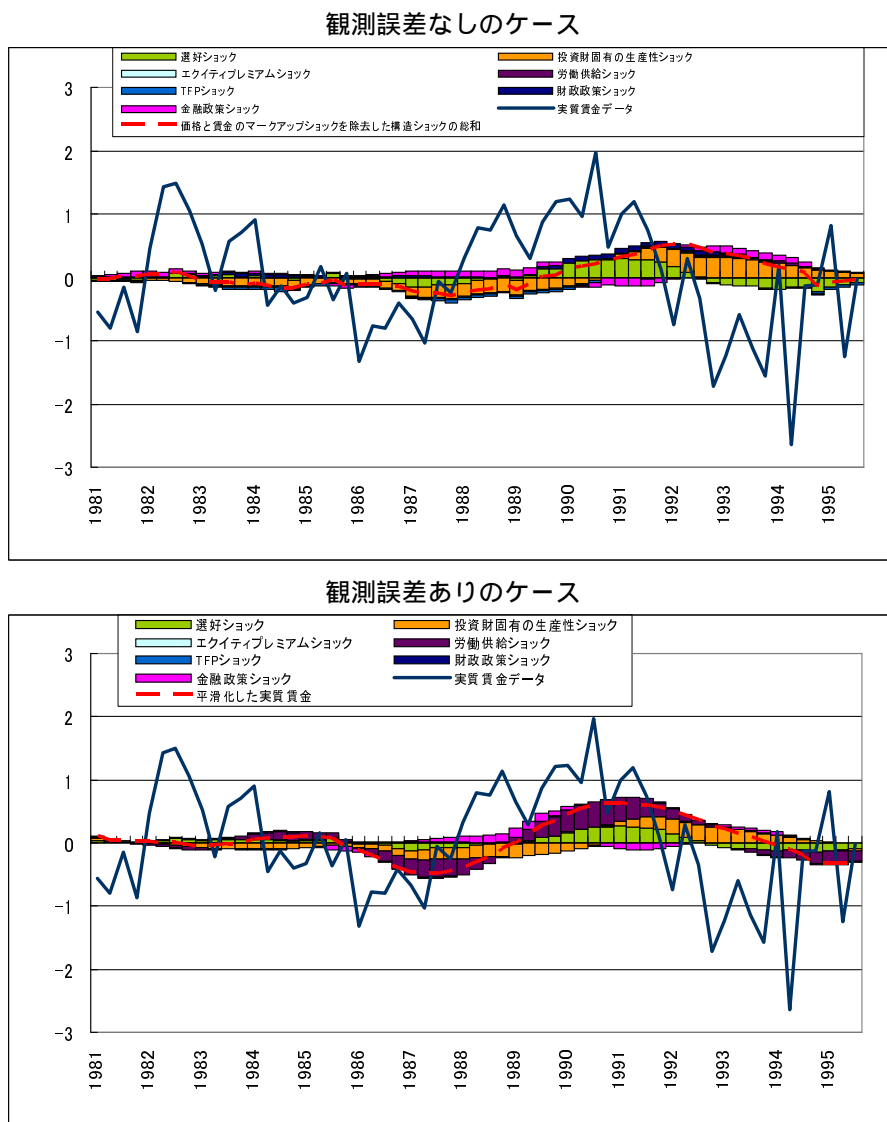 観測誤差なしのケース
選好ショック 投資財固有の生産性ショック
エクイティプレミアムショック 労働供給ショック
TFPショック 財政政策ショック
金融政策ショック 実質賃金データ
価格と賃金のマークアップショックを除去した構造ショックの総和
3
2
1
0
-1
-2
-3
1981 1982 1983 1984 1985 1986 1987 1988 1989 1990 1991 1992 1993 1994 1995
観測誤差ありのケース
選好ショック 投資財固有の生産性ショック
エクイティプレミアムショック 労働供給ショック
TFPショック 財政政策ショック
金融政策ショック 実質賃金データ
平滑化した実質賃金
3
2
1
0
-1
-2
-3
1981 1982 1983 1984 1985 1986 1987 1988 1989 1990 1991 1992 1993 1994 1995